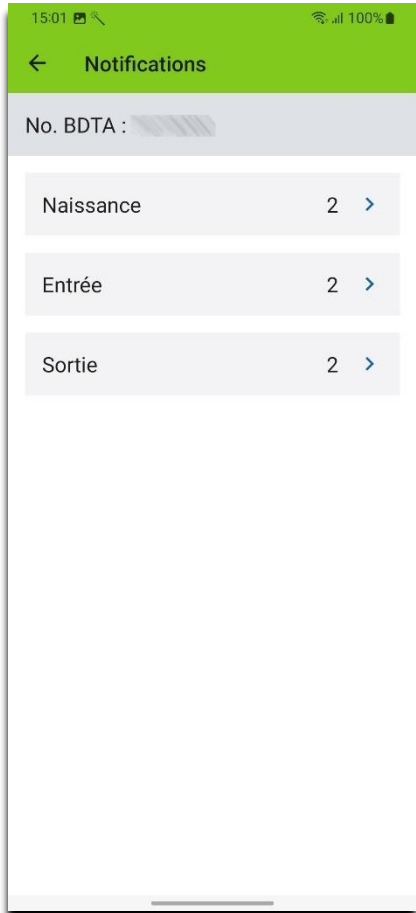 15:01 100%
Notifications
No. BDTA :
Naissance 2
Entrée 2
Sortie 2